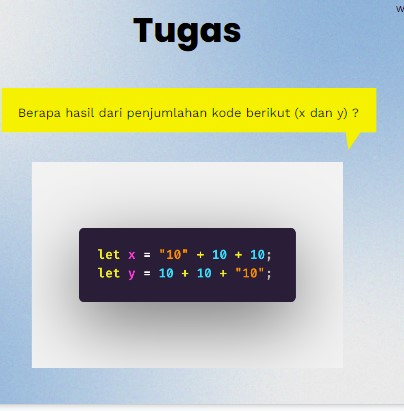 Tugas
Berapa hasil dari penjumlahan kode berikut (x dan y) ?
let x = "10" + 10 + 10;
let y = 10 + 10 + "10";